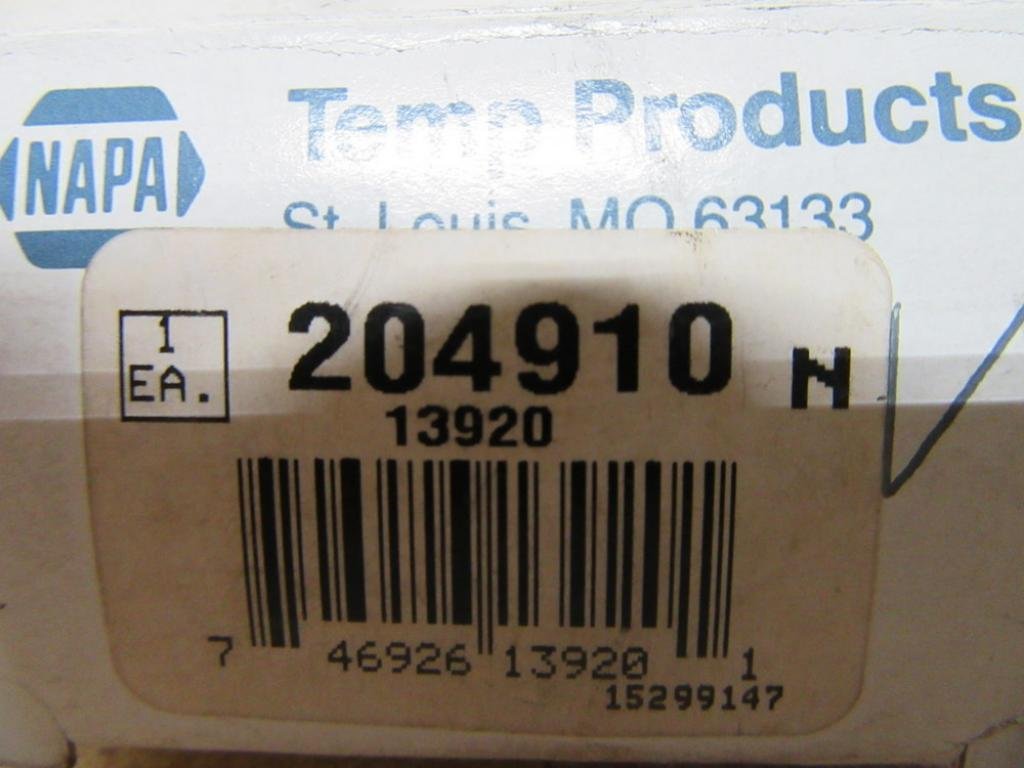 NAPA
Temp Products
St. Louis, MO 63133
1
EA.
204910
N
13920
7 46926 13920 1
15299147